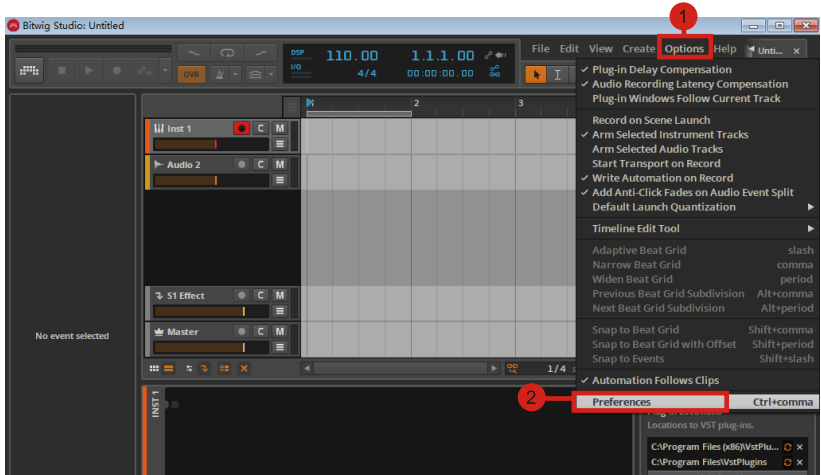 1
Bitwig Studio: Untitled
DSP
I/O
110.00
4/4
1.1.1.00
00:00:00.00
OVR
File Edit View Create Options Help
Unti... ×
✓ Plug-in Delay Compensation
✓ Audio Recording Latency Compensation
Plug-in Windows Follow Current Track
Record on Scene Launch
✓ Arm Selected Instrument Tracks
Arm Selected Audio Tracks
Start Transport on Record
✓ Write Automation on Record
✓ Add Anti-Click Fades on Audio Event Split
Default Launch Quantization
Timeline Edit Tool
Adaptive Beat Grid slash
Narrow Beat Grid comma
Widen Beat Grid period
Previous Beat Grid Subdivision Alt+comma
Next Beat Grid Subdivision Alt+period
Snap to Beat Grid Shift+comma
Snap to Beat Grid with Offset Shift+period
Snap to Events Shift+slash
✓ Automation Follows Clips
2
Preferences Ctrl+comma
2
3
Inst 1 C M
Audio 2 C M
S1 Effect C M
Master C M
No event selected
1/4
INST 1
Locations to VST plug-ins.
C:\Program Files (x86)\VstPlu... ×
C:\Program Files\VstPlugins ×